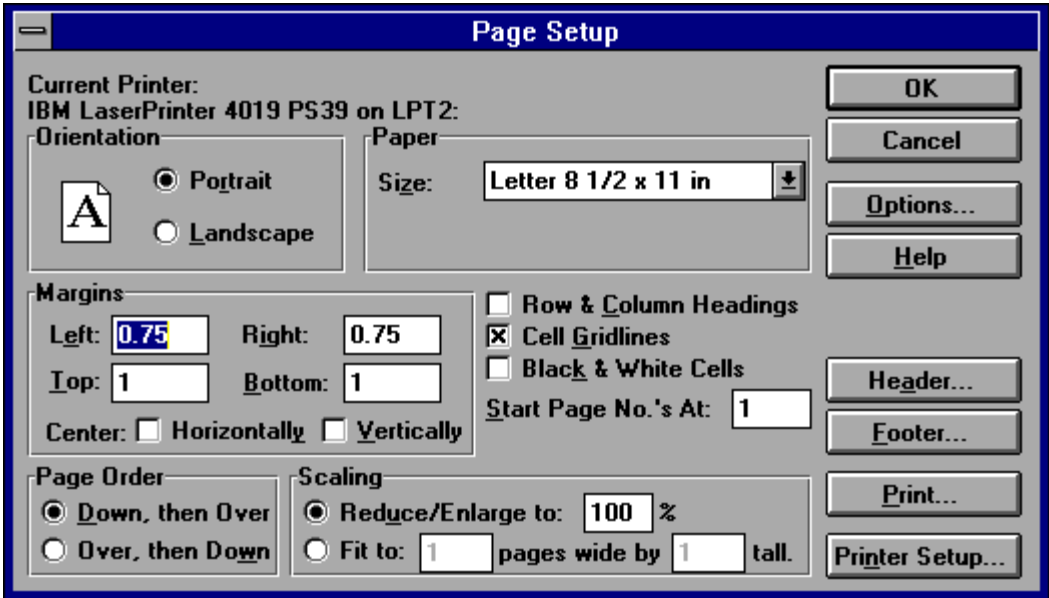 Page Setup
Current Printer:
IBM LaserPrinter 4019 PS39 on LPT2:
Orientation
A
Portrait
Landscape
Paper
Size: Letter 8 1/2 x 11 in
OK
Cancel
Options...
Help
Margins
Left: 0.75 Right: 0.75
Top: 1 Bottom: 1
Center: Horizontally Vertically
Row & Column Headings
Cell Gridlines
Black & White Cells
Start Page No.'s At: 1
Header...
Footer...
Page Order
Down, then Over
Over, then Down
Scaling
Reduce/Enlarge to: 100 %
Fit to: 1 pages wide by 1 tall.
Print...
Printer Setup...